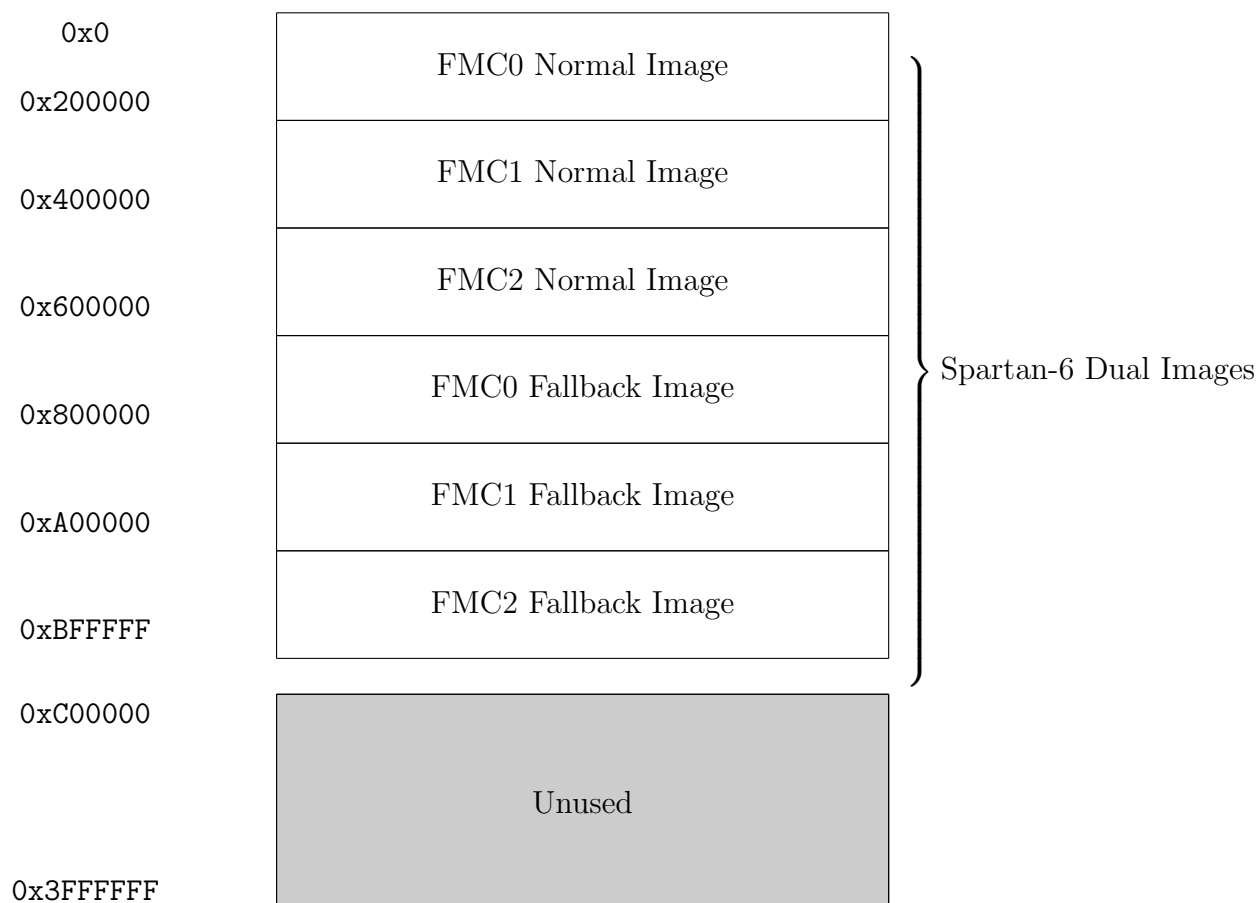 0x0
FMC0 Normal Image
0x200000
FMC1 Normal Image
0x400000
FMC2 Normal Image
0x600000
Spartan-6 Dual Images
FMC0 Fallback Image
0x800000
FMC1 Fallback Image
0xA00000
FMC2 Fallback Image
0xBFFFFF
0xC00000
Unused
0x3FFFFFF